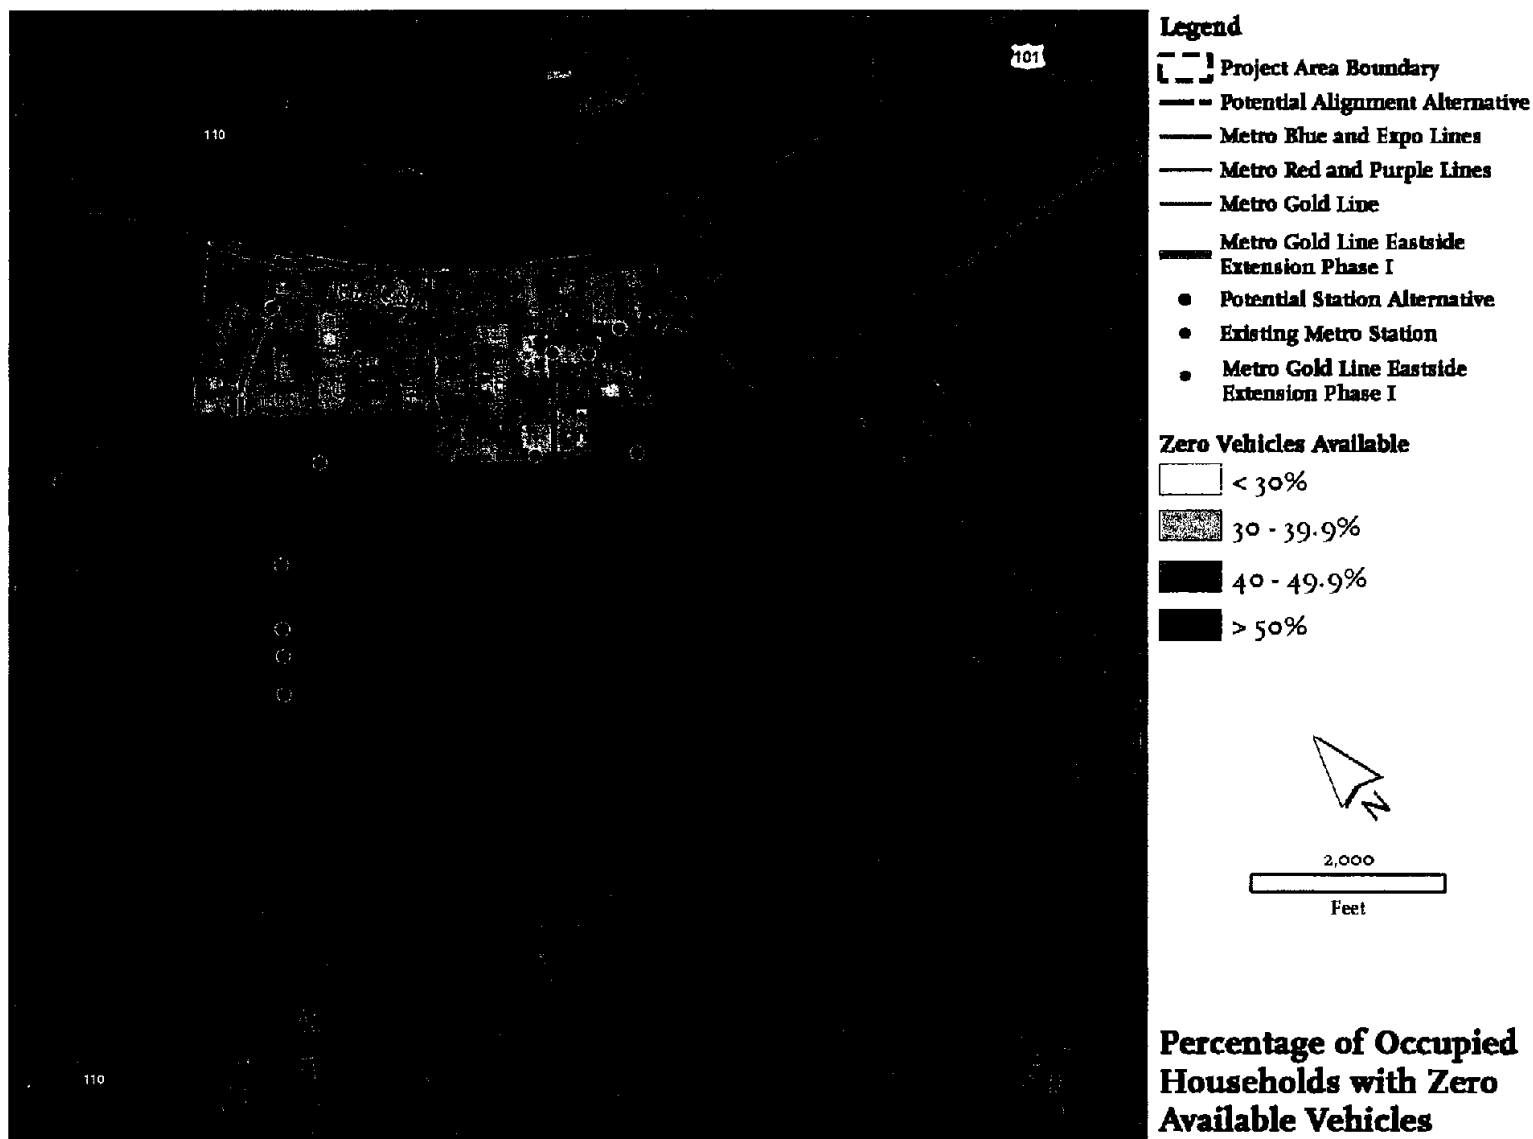 101
110
110
Legend
Project Area Boundary
Potential Alignment Alternative
Metro Blue and Expo Lines
Metro Red and Purple Lines
Metro Gold Line
Metro Gold Line Eastside
Extension Phase I
Potential Station Alternative
Existing Metro Station
Metro Gold Line Eastside
Extension Phase I
Zero Vehicles Available
< 30%
30 - 39.9%
40 - 49.9%
> 50%
N
2,000
Feet
Percentage of Occupied
Households with Zero
Available Vehicles